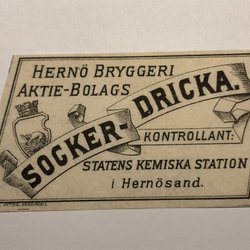 HERNÖ BRYGGERI
AKTIE-BOLAGS
SOCKER-DRICKA.
KONTROLLANT:
STATENS KEMISKA STATION
i Hernösand.